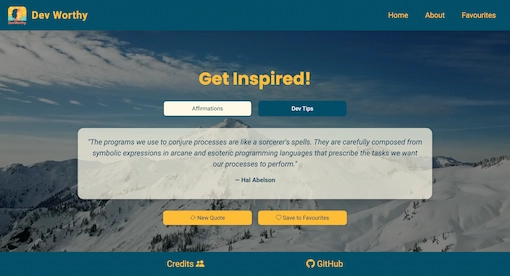 Dev Worthy
Home About Favourites
Get Inspired!
Affirmations Dev Tips
"The programs we use to conjure processes are like a sorcerer's spells. They are carefully composed from
symbolic expressions in arcane and esoteric programming languages that prescribe the tasks we want
our processes to perform."
— Hal Abelson
New Quote Save to Favourites
Credits GitHub